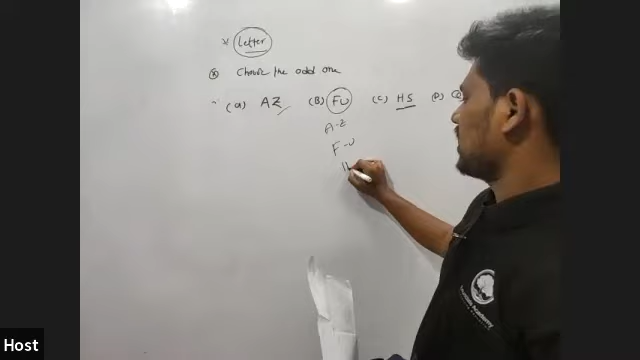 * Letter
* Choose the odd one
(a) AZ (B) FU (C) HS (D)
A-Z
F-U
H
Host